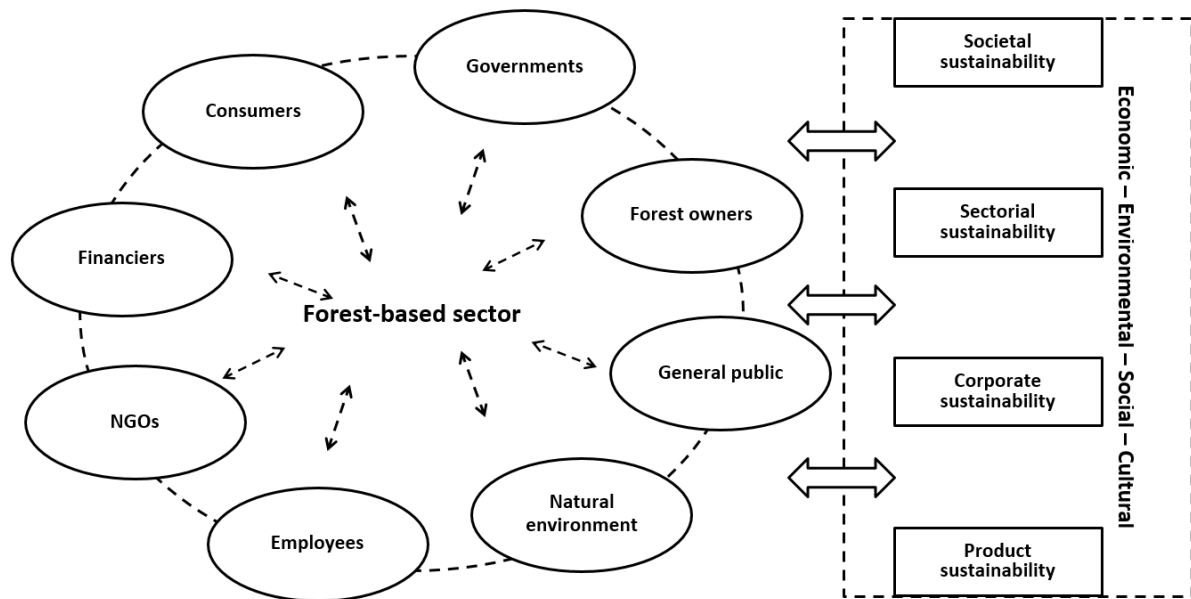 Governments
Consumers
Forest owners
Financiers
Forest-based sector
General public
NGOs
Natural
environment
Employees
Societal
sustainability
Sectorial
sustainability
Corporate
sustainability
Product
sustainability
Economic – Environmental – Social – Cultural